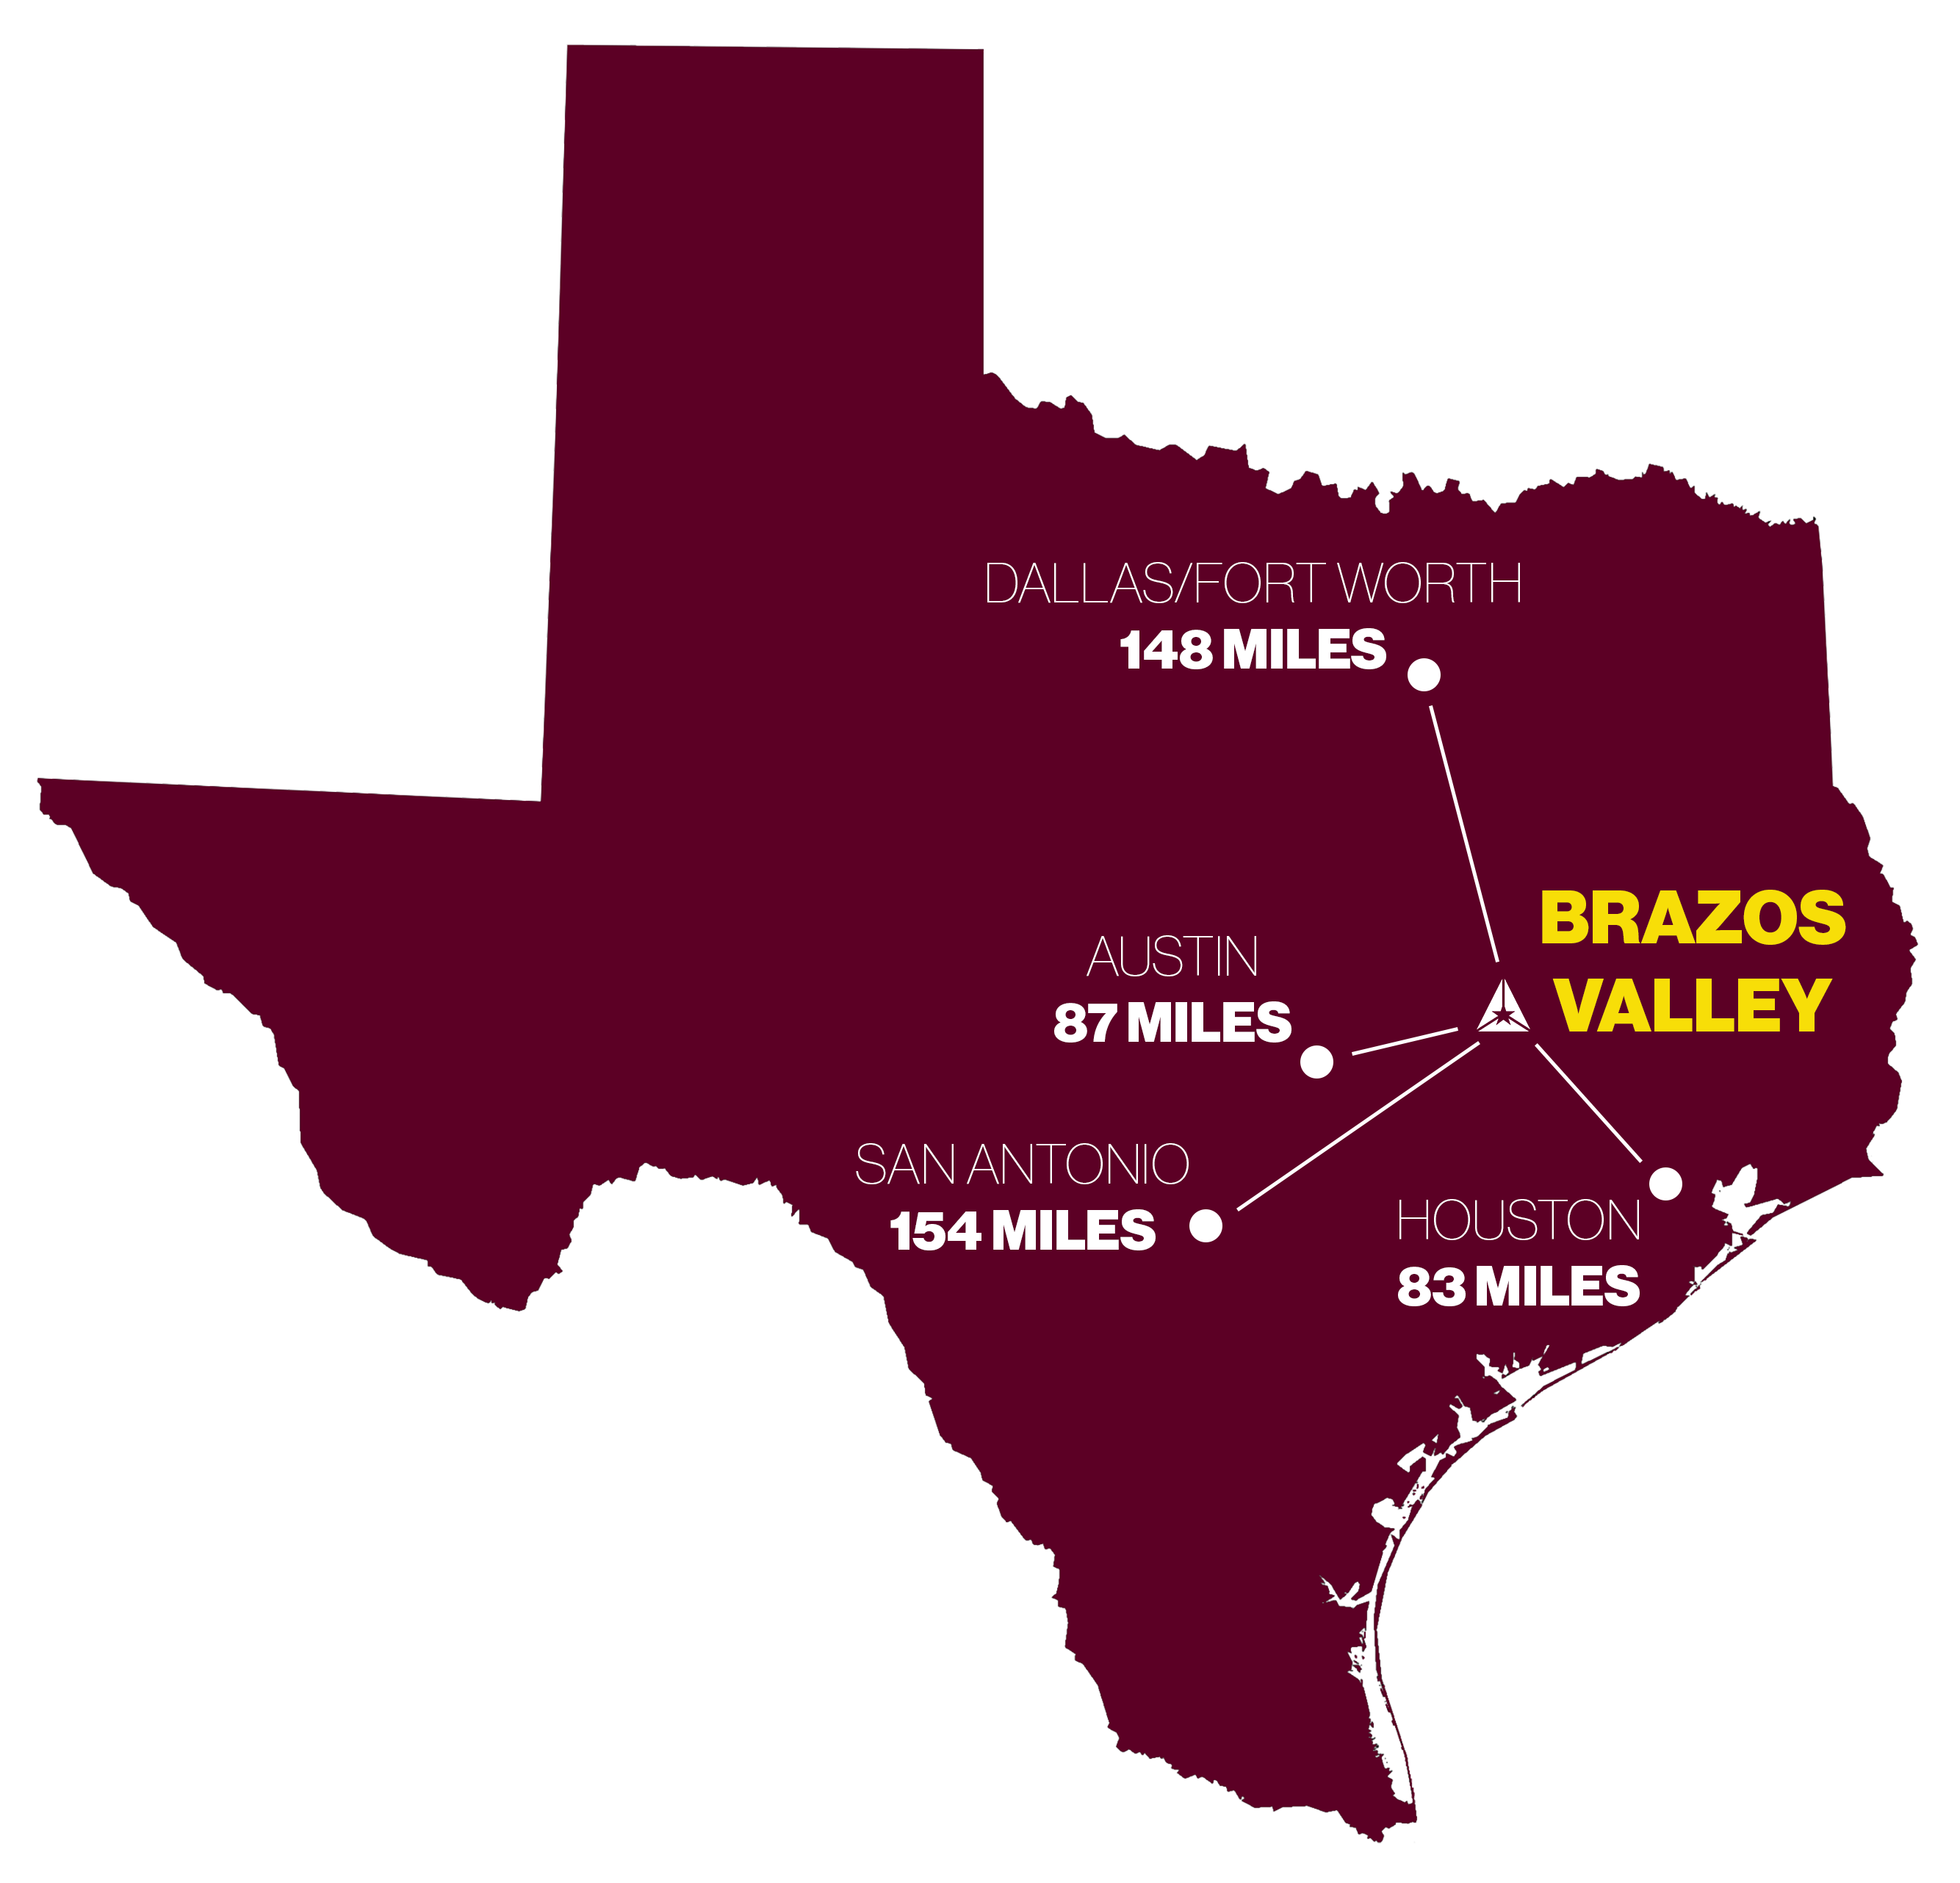 DALLAS/FORT WORTH
148 MILES
BRAZOS
VALLEY
AUSTIN
87 MILES
SAN ANTONIO
154 MILES
HOUSTON
83 MILES